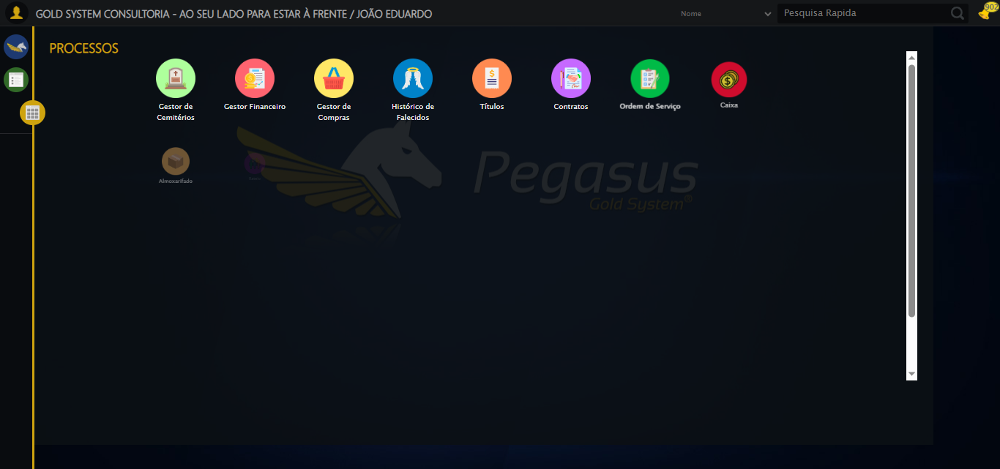 GOLD SYSTEM CONSULTORIA - AO SEU LADO PARA ESTAR À FRENTE / JOÃO EDUARDO
Nome
Pesquisa Rapida
902
PROCESSOS
Gestor de
Cemitérios
Gestor Financeiro
Gestor de
Compras
Histórico de
Falecidos
Títulos
Contratos
Ordem de Serviço
Caixa
Almoxarifado
Pegasus
Gold System®